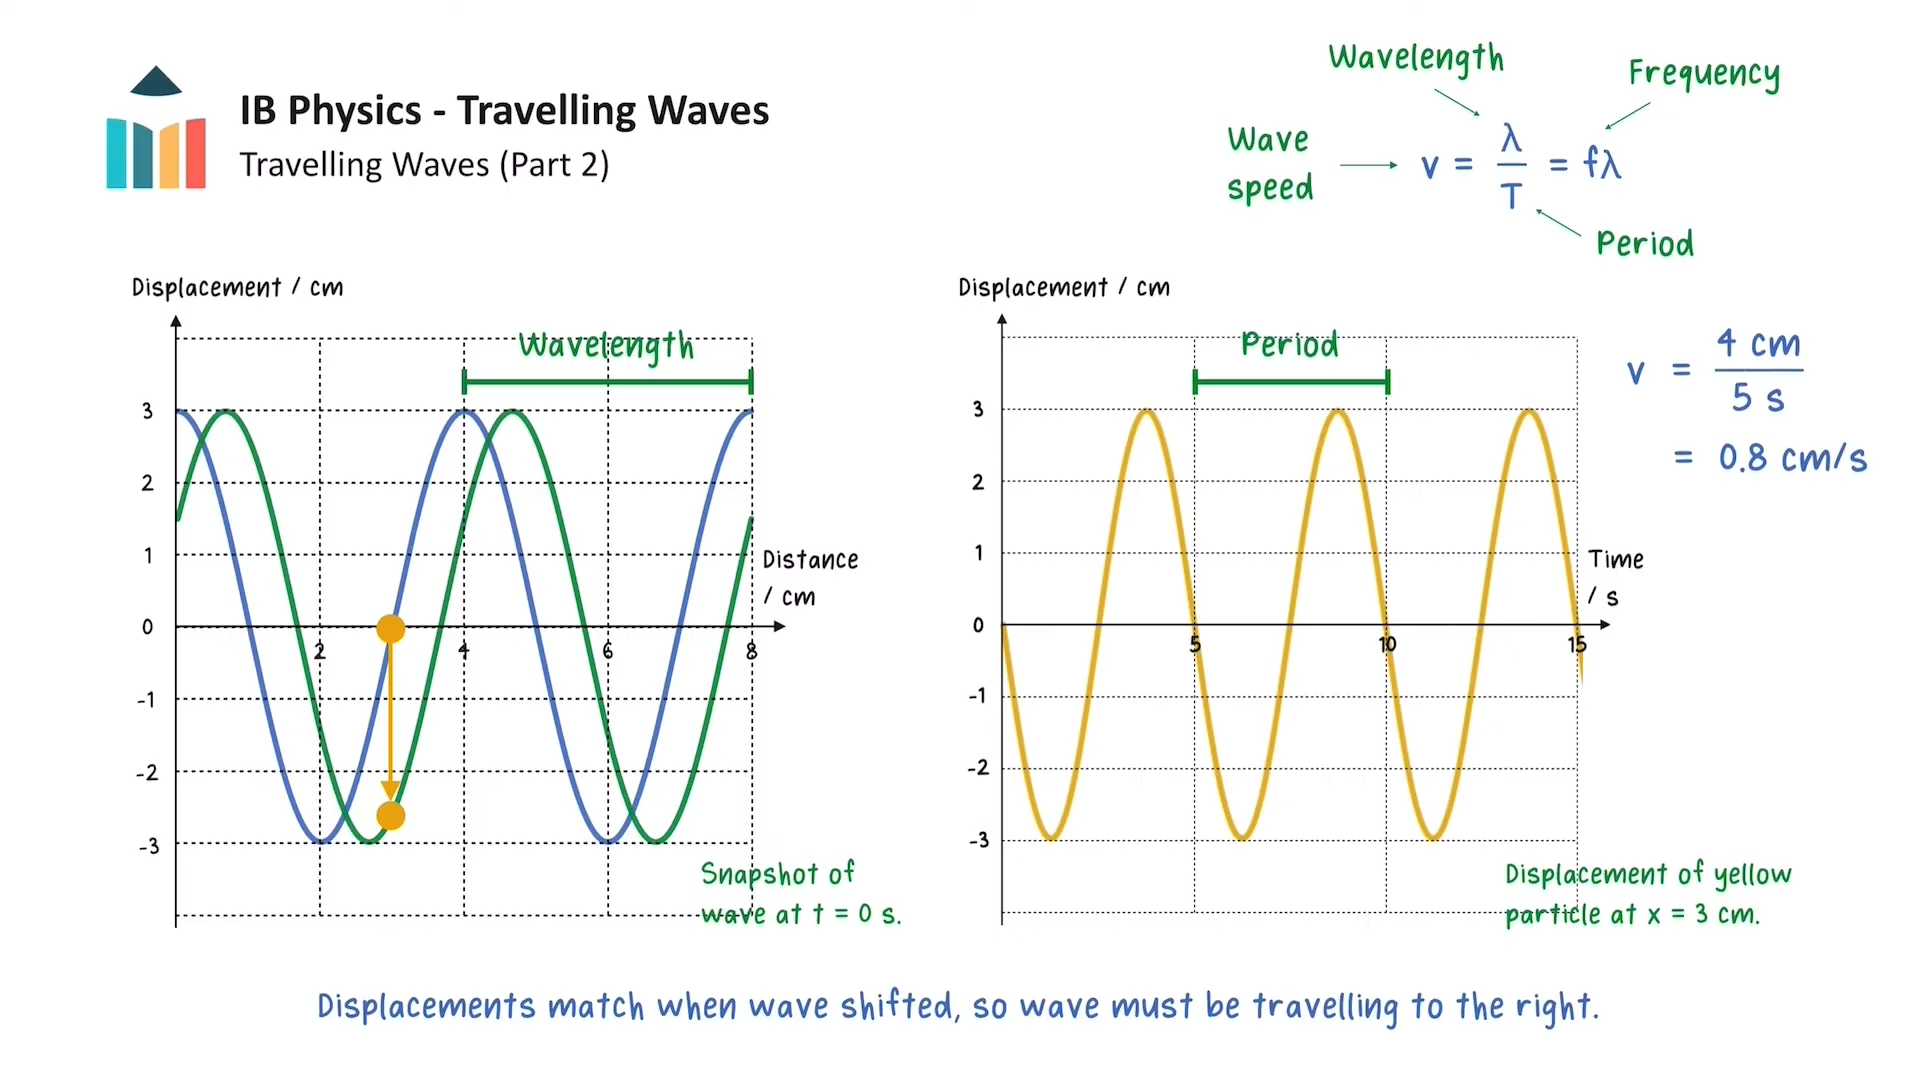 IB Physics - Travelling Waves
Travelling Waves (Part 2)
Wavelength
Frequency
Wave
speed
v = λ/T = fλ
Period
Displacement / cm
Wavelength
3
2
1
0
-1
-2
-3
2
4
6
8
Distance
/ cm
Snapshot of
wave at t = 0 s.
Displacement / cm
Period
3
2
1
0
-1
-2
-3
5
10
15
Time
/ s
Displacement of yellow
particle at x = 3 cm.
v = 4 cm / 5 s
= 0.8 cm/s
Displacements match when wave shifted, so wave must be travelling to the right.